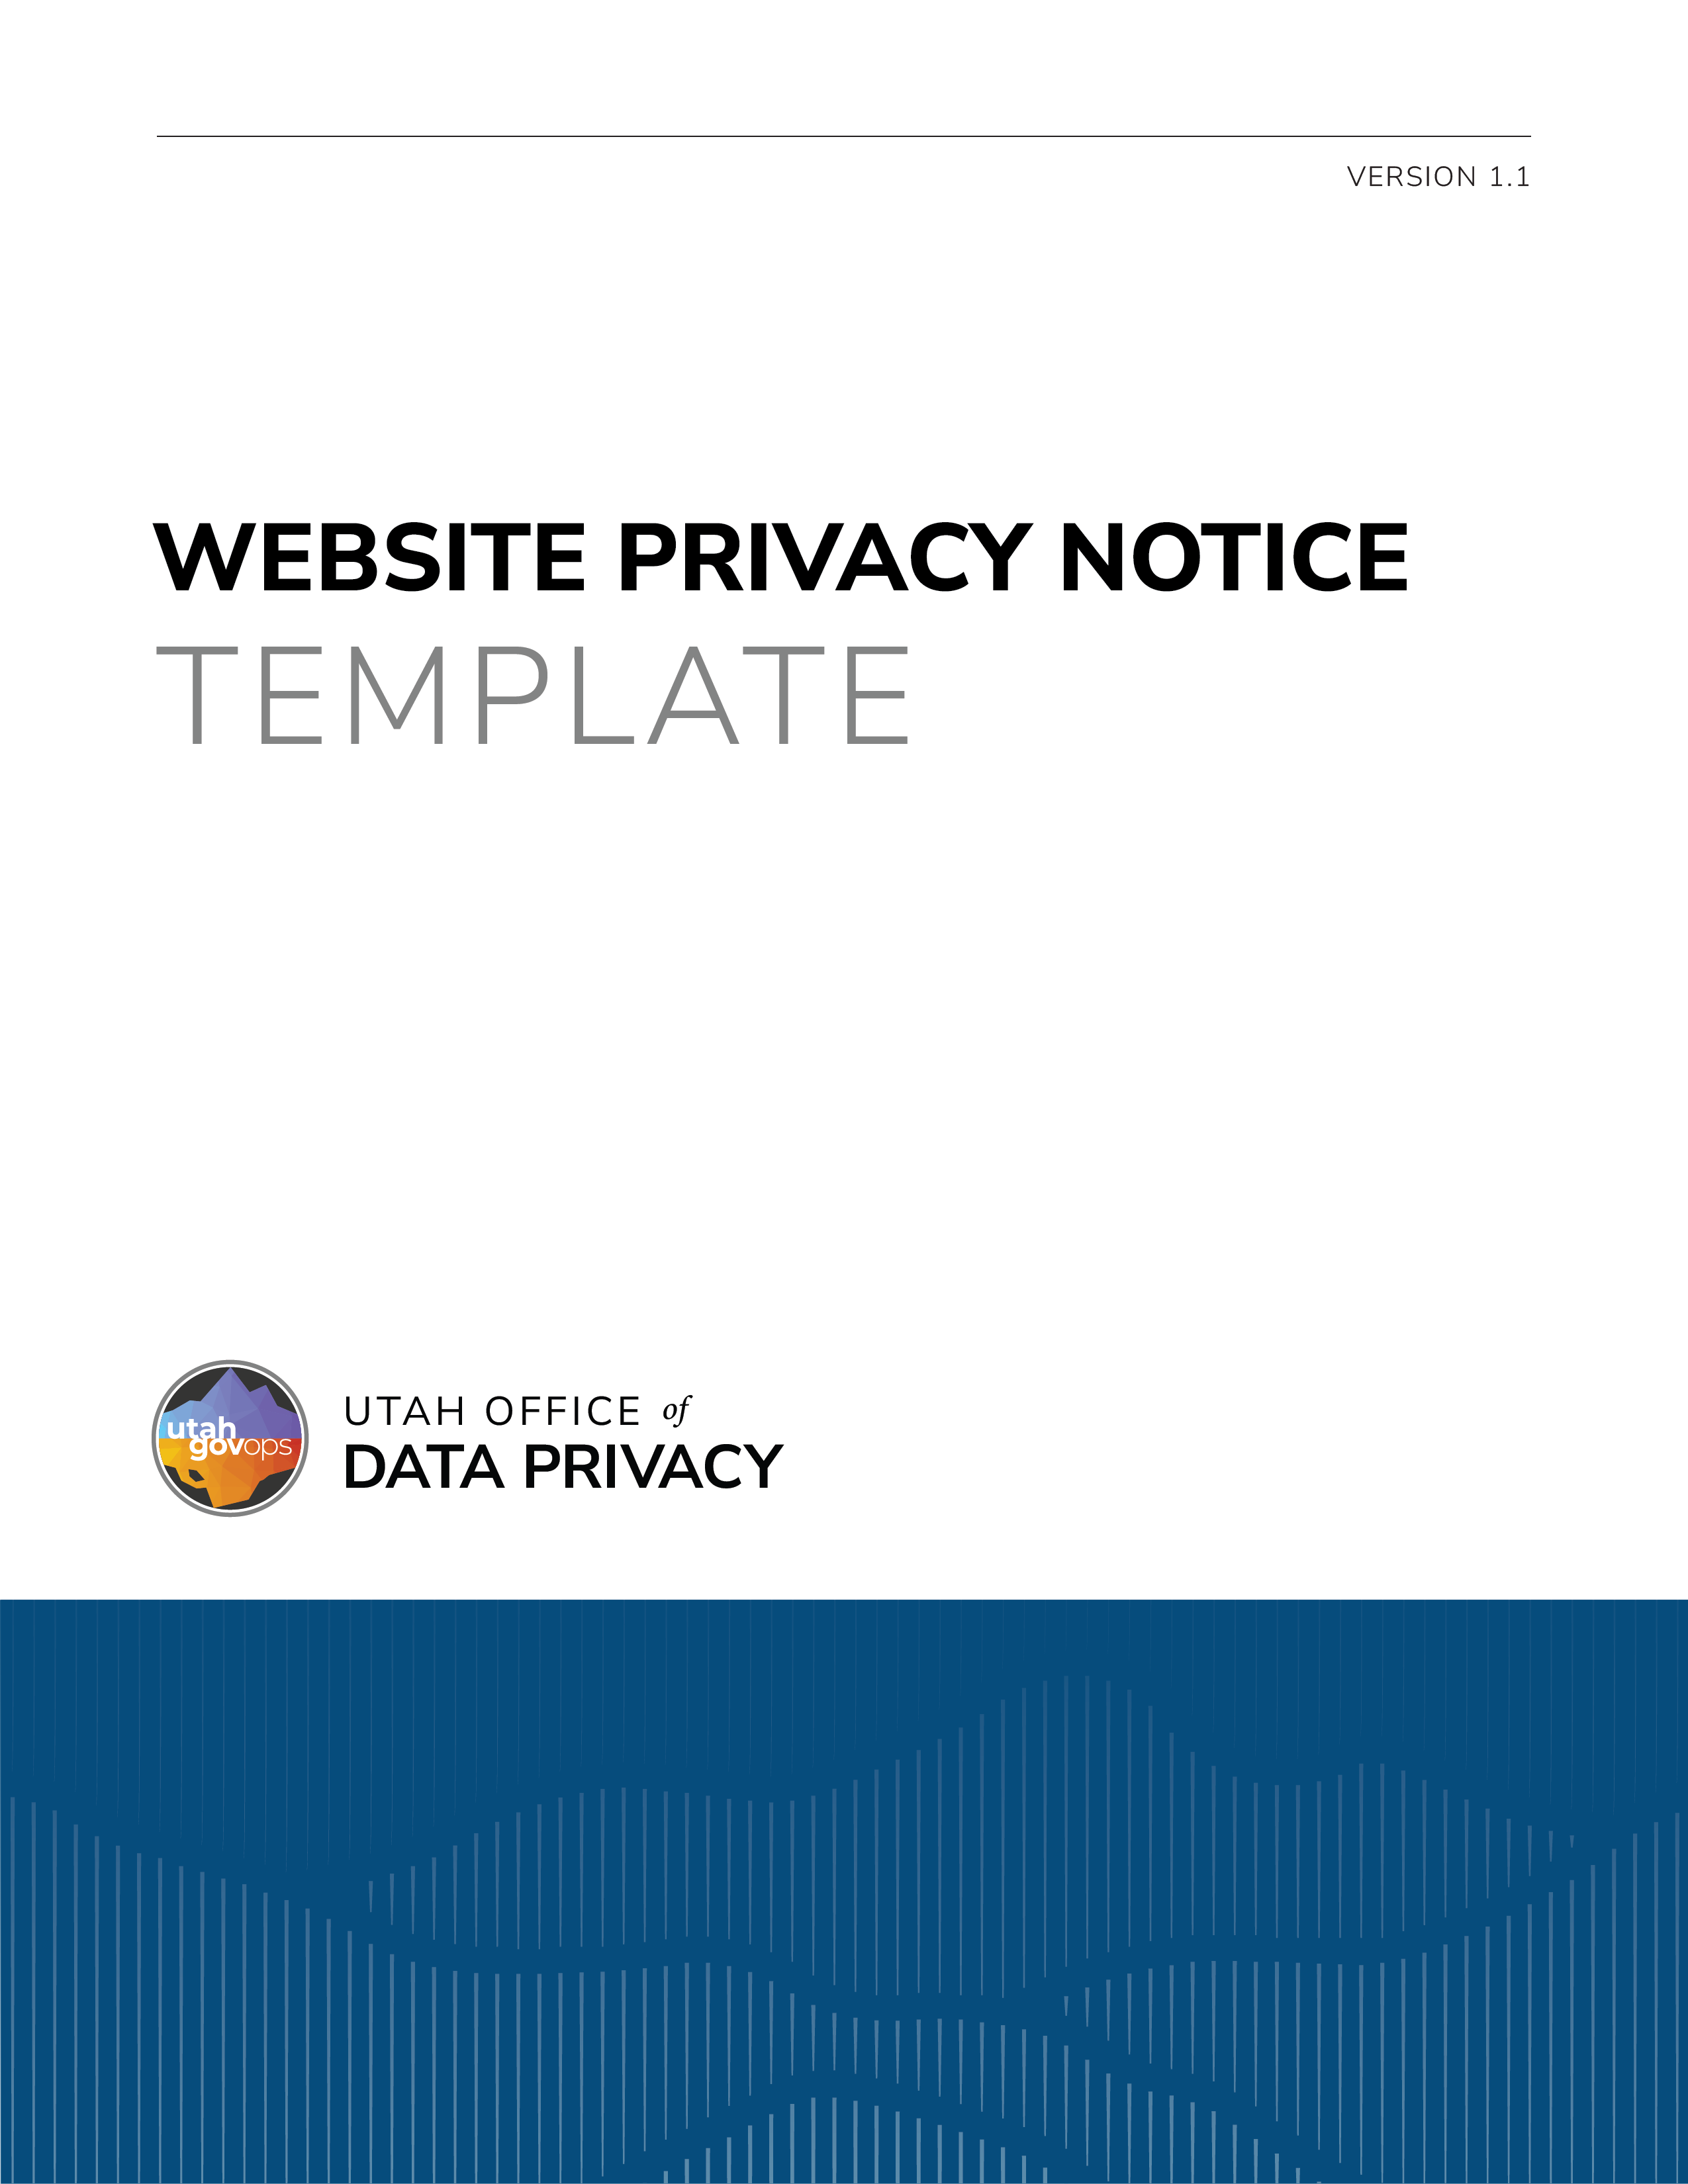 VERSION 1.1
WEBSITE PRIVACY NOTICE
TEMPLATE
utah
govops
UTAH OFFICE of
DATA PRIVACY